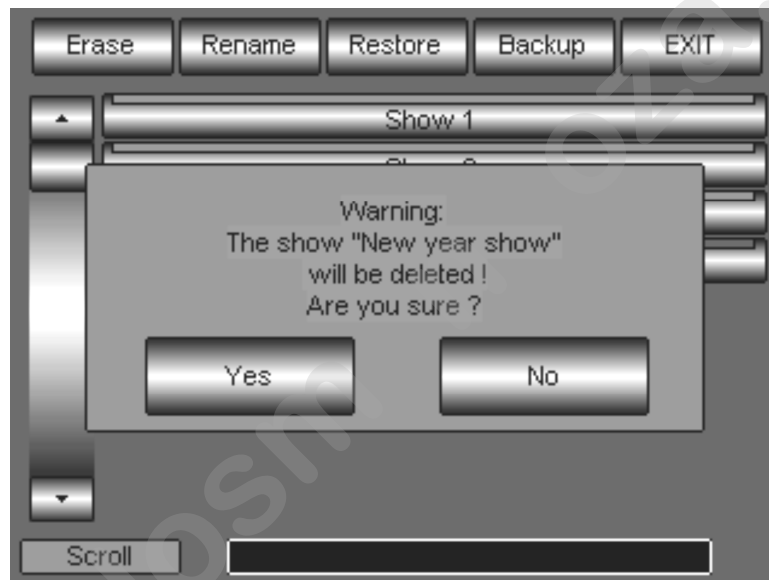 Erase Rename Restore Backup EXIT
Show 1
Warning:
The show "New year show"
will be deleted !
Are you sure ?
Yes No
Scroll